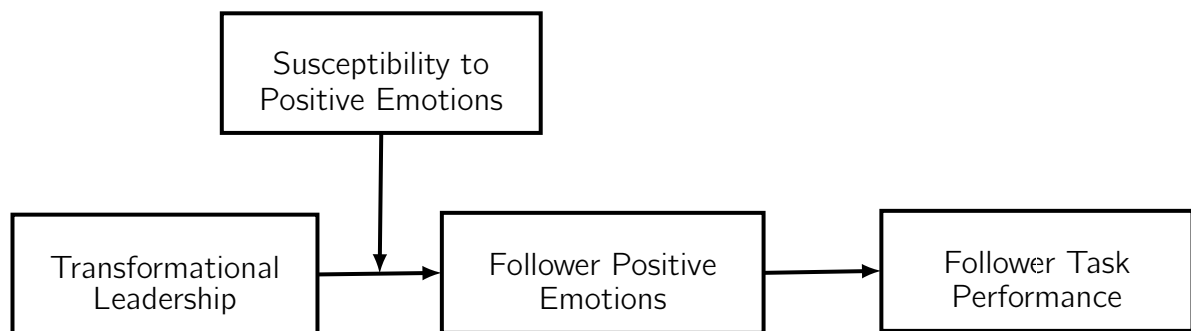 Susceptibility to
Positive Emotions
Transformational
Leadership
Follower Positive
Emotions
Follower Task
Performance